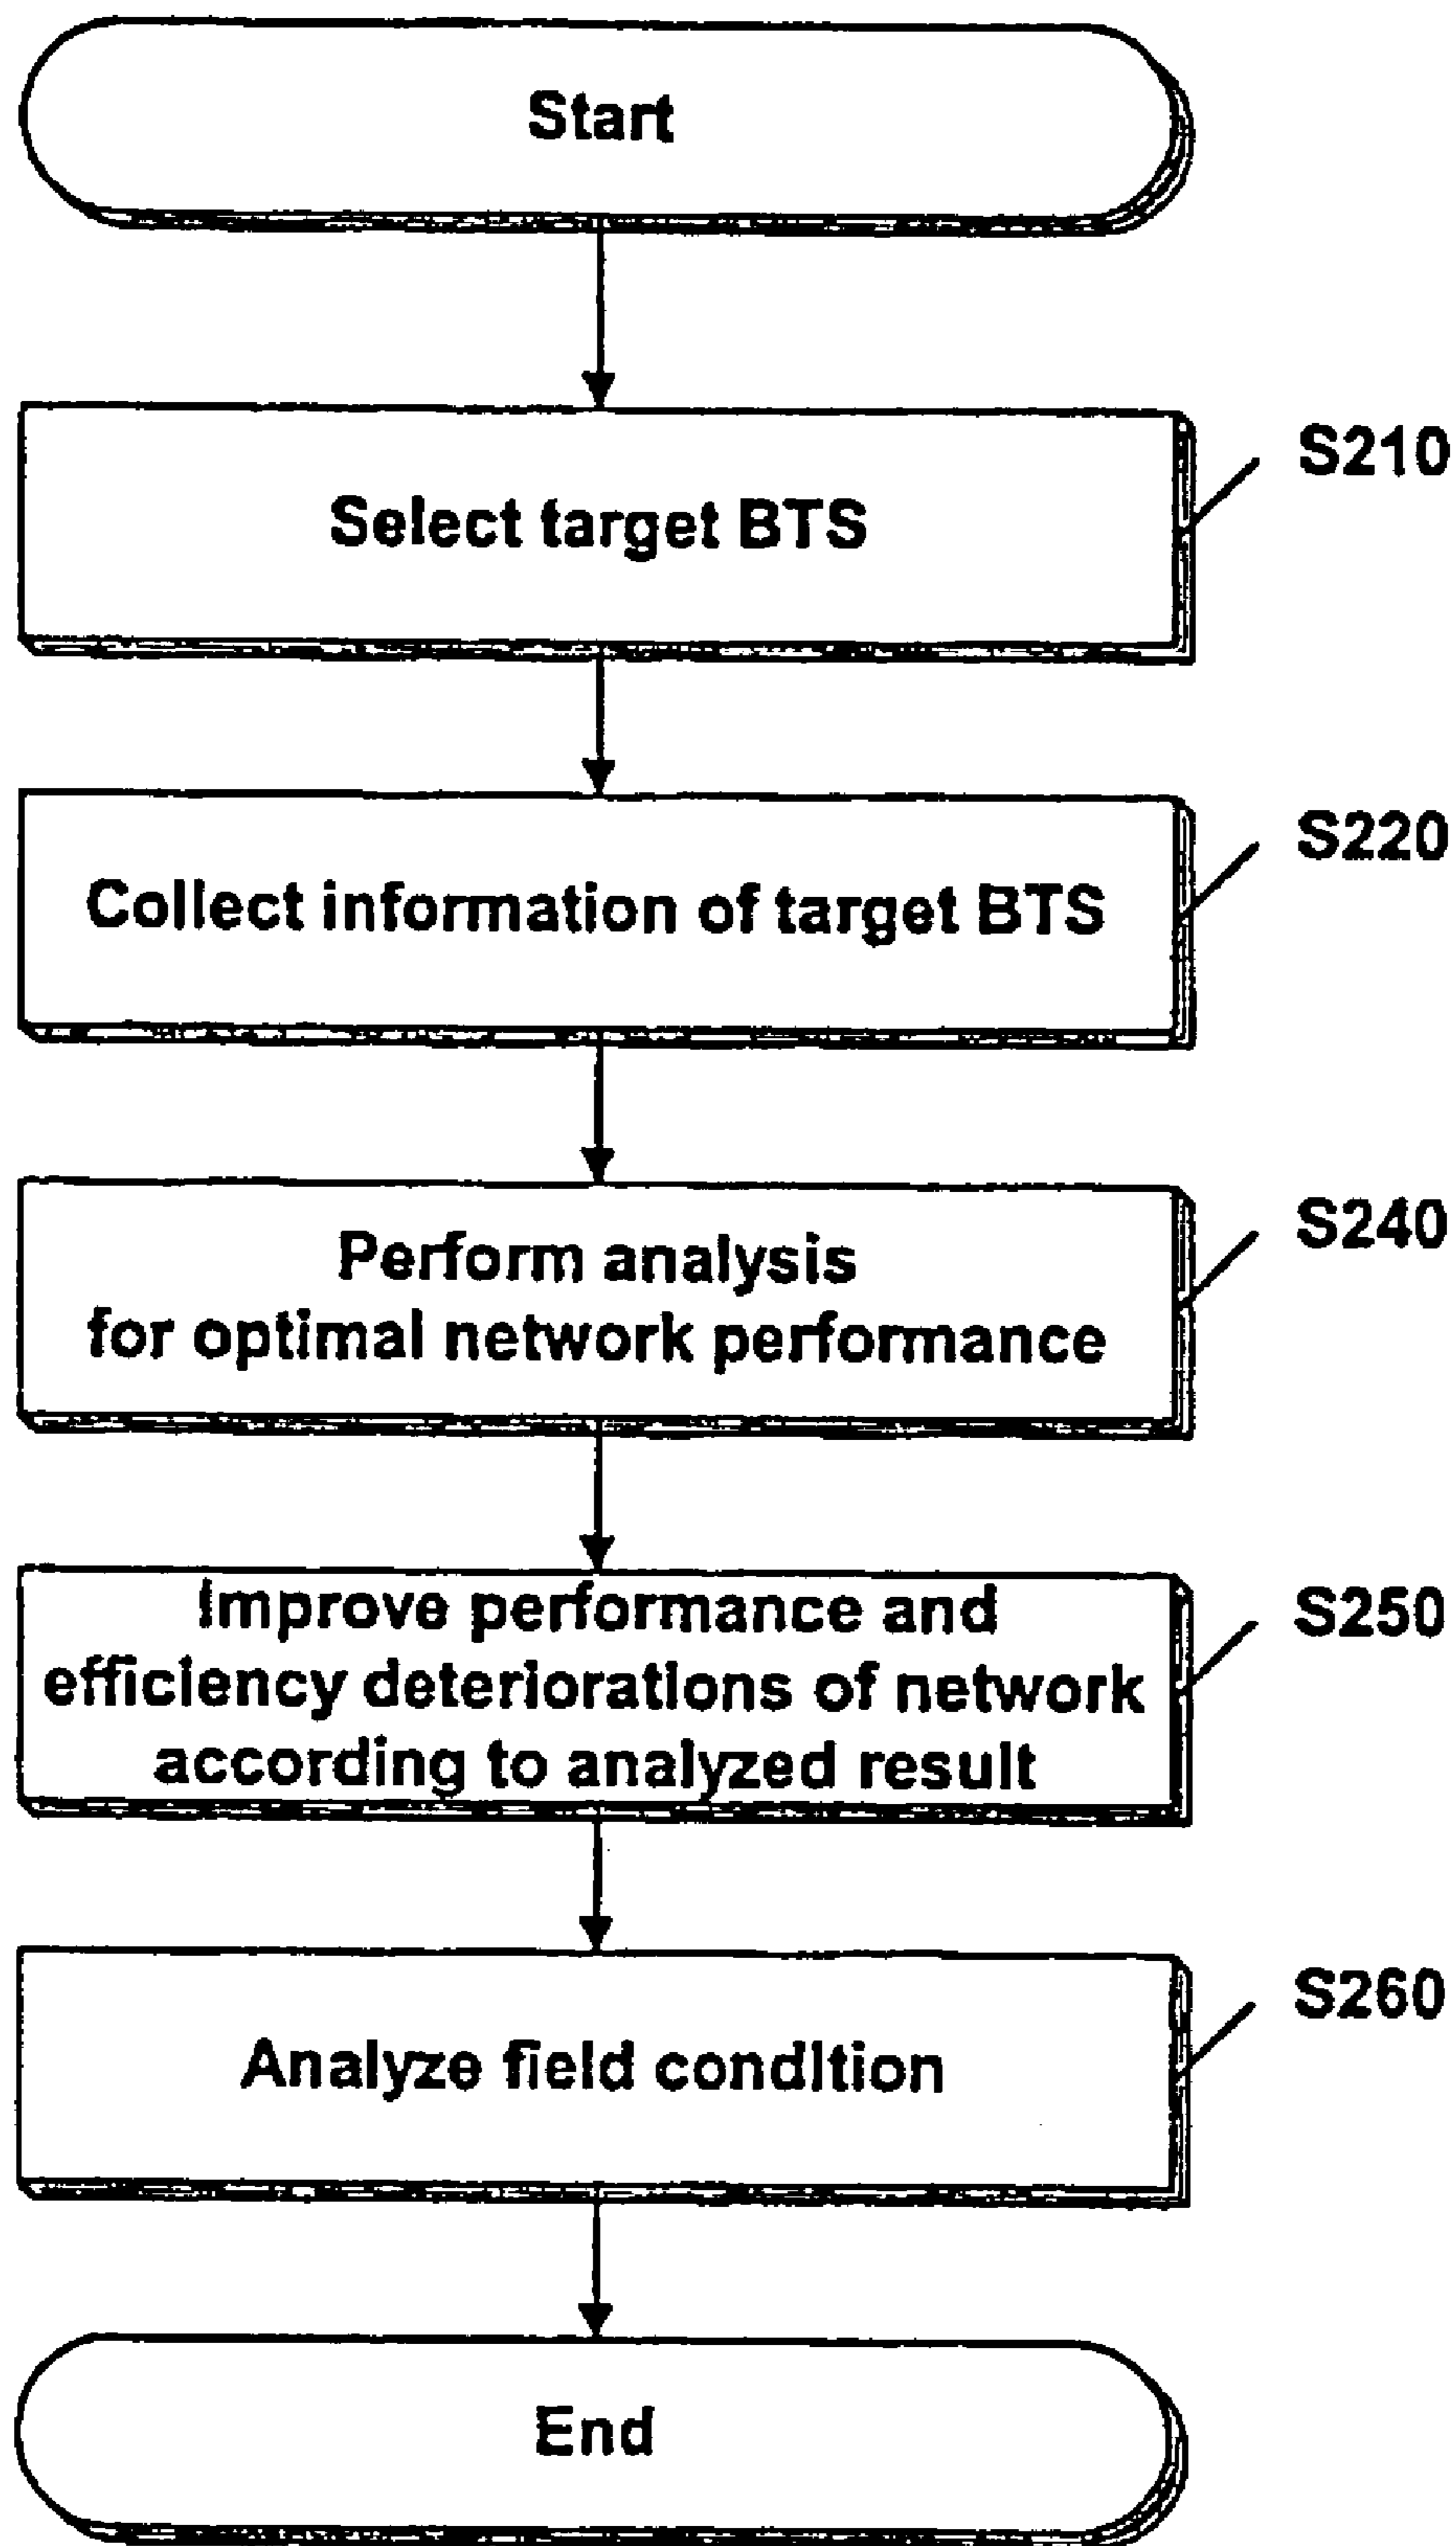 Start
S210
Select target BTS
S220
Collect information of target BTS
S240
Perform analysis
for optimal network performance
S250
Improve performance and
efficiency deteriorations of network
according to analyzed result
S260
Analyze field condition
End